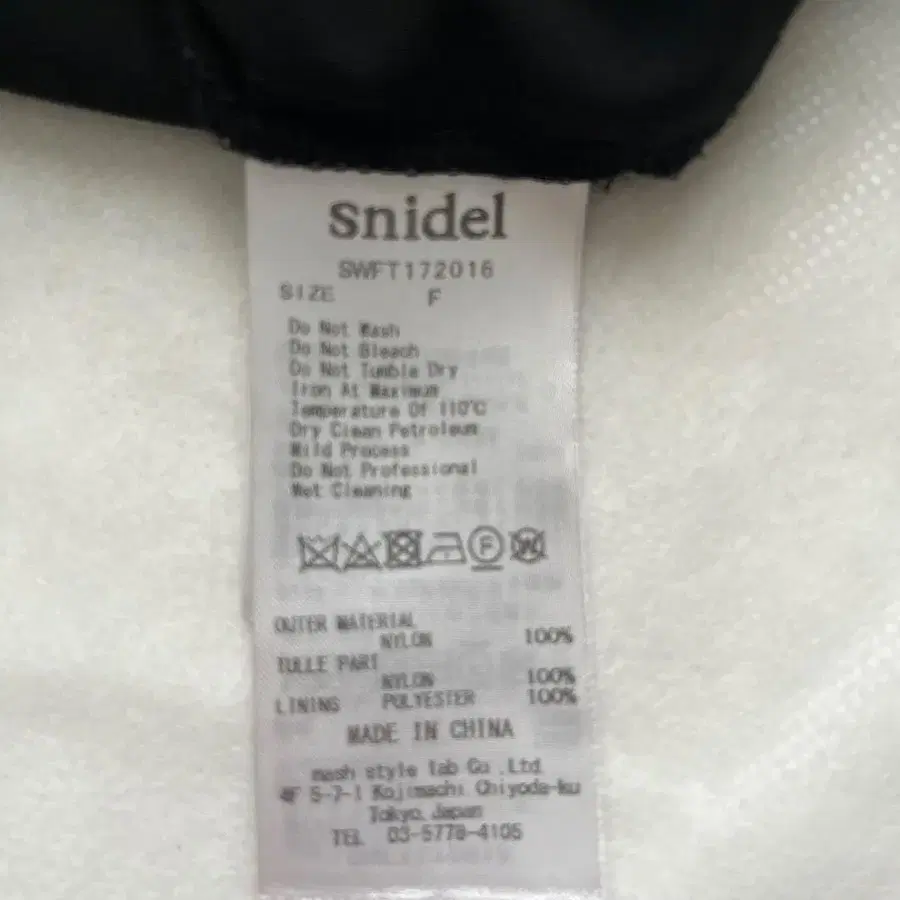 snidel
SWFT172016
SIZE F
Do Not Wash
Do Not Bleach
Do Not Tumble Dry
Iron At Maximum
Temperature Of 110℃
Dry Clean Petroleum
Mild Process
Do Not Professional
Wet Cleaning
F W
OUTER MATERIAL
NYLON 100%
TULLE PART
NYLON 100%
LINING POLYESTER 100%
MADE IN CHINA
mash style lab Co .Ltd
4F 5-7-1 Kojimachi Chiyoda-ku
Tokyo Japan
TEL 03-5778-4105